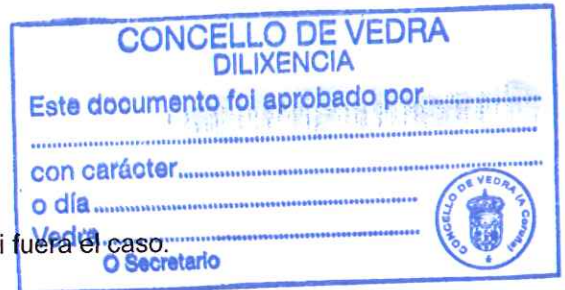 CONCELLO DE VEDRA
DILIXENCIA
Este documento foi aprobado por
con carácter
o día
Vedra
i fuera el caso.
O Secretario
CONCELLO DE VEDRA (A Coruña)